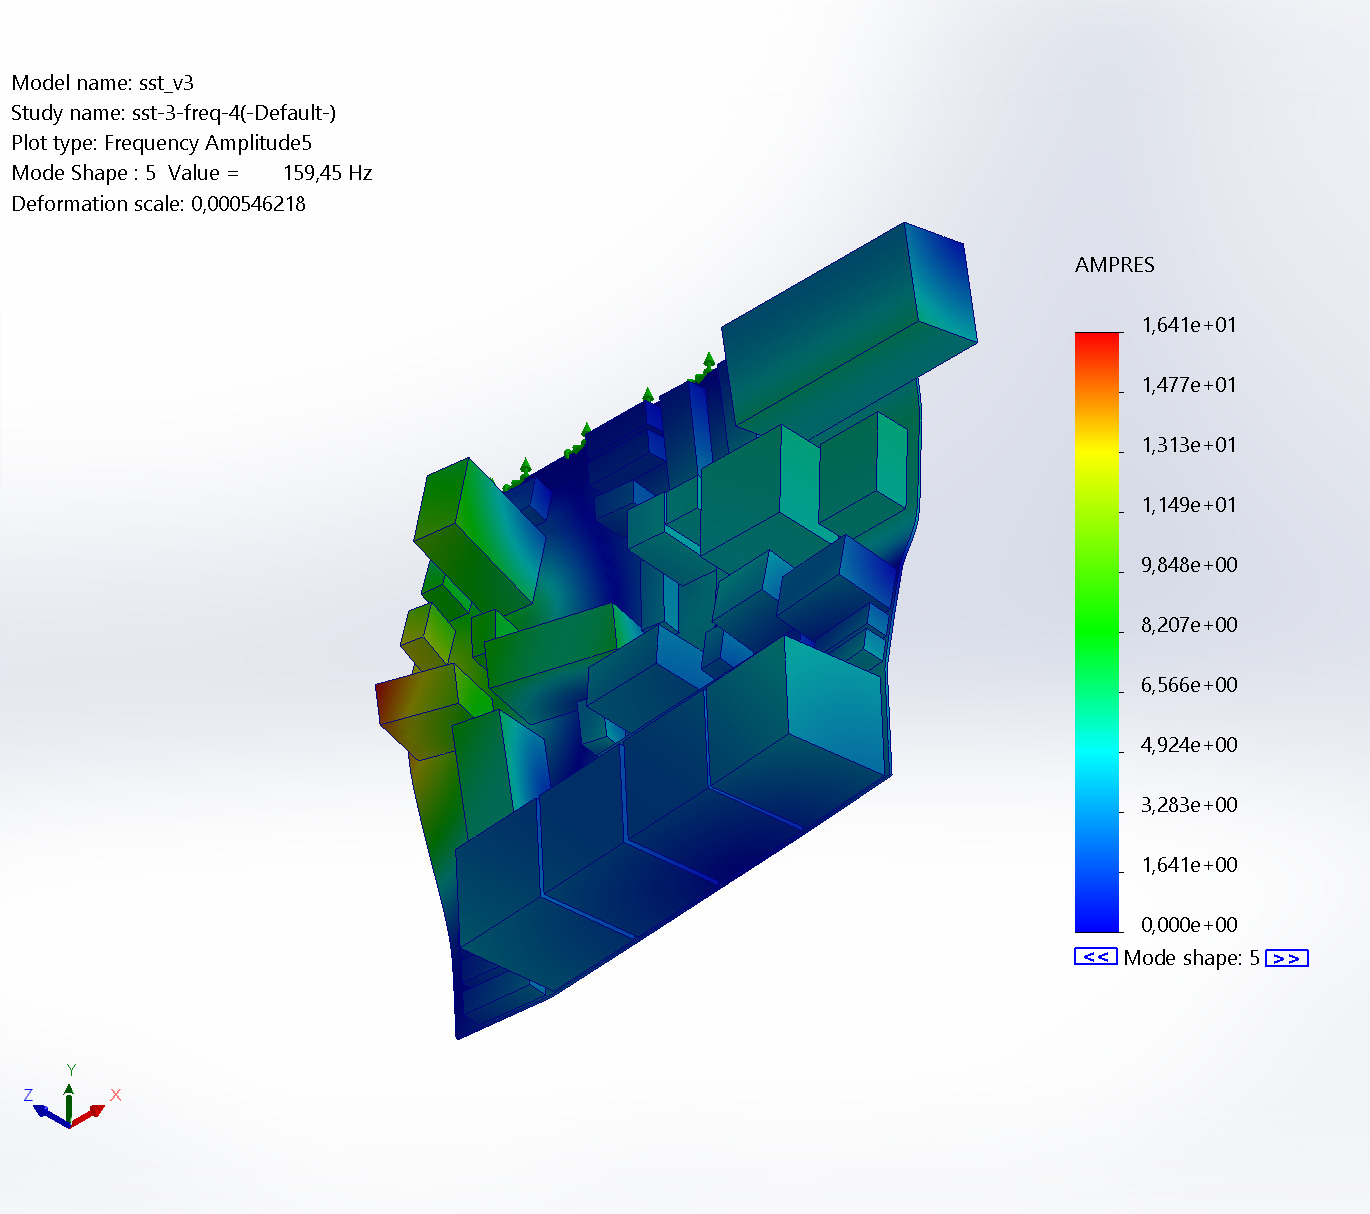 Model name: sst_v3
Study name: sst-3-freq-4(-Default-)
Plot type: Frequency Amplitude5
Mode Shape : 5 Value = 159,45 Hz
Deformation scale: 0,000546218
AMPRES
1,641e+01
1,477e+01
1,313e+01
1,149e+01
9,848e+00
8,207e+00
6,566e+00
4,924e+00
3,283e+00
1,641e+00
0,000e+00
<< Mode shape: 5 >>
Y
Z
X